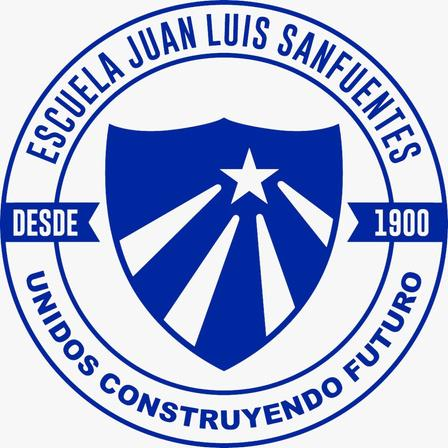 ESCUELA JUAN LUIS SANFUENTES
DESDE 1900
UNIDOS CONSTRUYENDO FUTURO